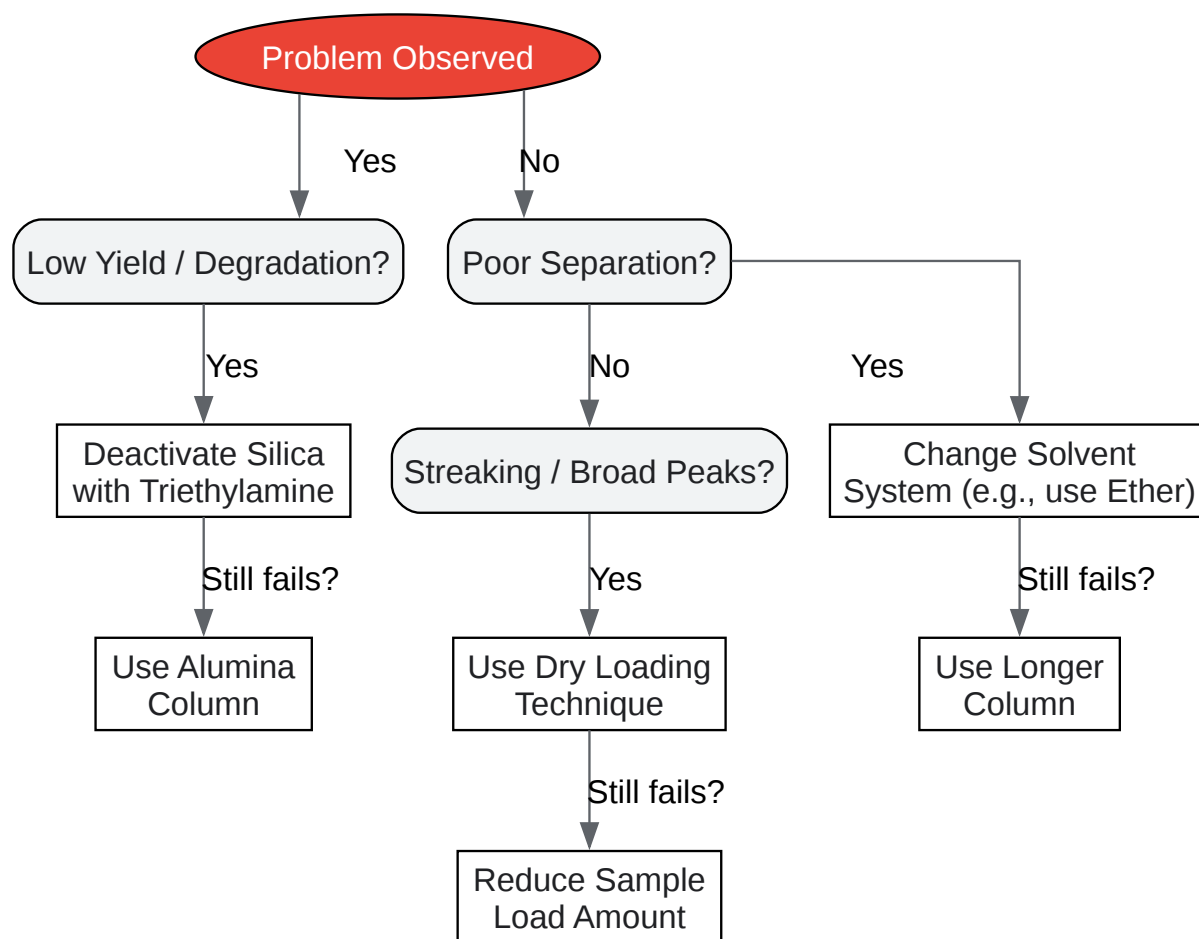 Problem Observed
Yes
No
Low Yield / Degradation?
Poor Separation?
Yes
No
Yes
Deactivate Silica
with Triethylamine
Streaking / Broad Peaks?
Change Solvent
System (e.g., use Ether)
Still fails?
Yes
Still fails?
Use Alumina
Column
Use Dry Loading
Technique
Use Longer
Column
Still fails?
Reduce Sample
Load Amount